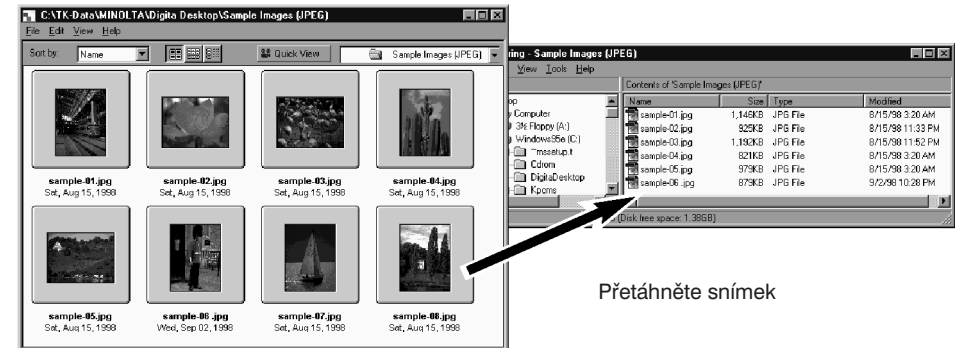 C:\TK-Data\MINOLTA\Digita Desktop\Sample Images (JPEG)
File Edit View Help
Sort by: Name Quick View Sample Images (JPEG)
sample-01.jpg sample-02.jpg sample-03.jpg sample-04.jpg
Sat, Aug 15, 1998 Sat, Aug 15, 1998 Sat, Aug 15, 1998 Sat, Aug 15, 1998
sample-05.jpg sample-06 .jpg sample-07.jpg sample-08.jpg
Sat, Aug 15, 1998 Wed, Sep 02, 1998 Sat, Aug 15, 1998 Sat, Aug 15, 1998
ring - Sample Images (JPEG)
View Tools Help
Contents of 'Sample Images (JPEG)'
Name Size Type Modified
sample-01.jpg 1,146KB JPG File 8/15/98 3:20 AM
sample-02.jpg 925KB JPG File 8/15/98 11:33 PM
sample-03.jpg 1,192KB JPG File 8/15/98 11:52 PM
sample-04.jpg 821KB JPG File 8/15/98 3:20 AM
sample-05.jpg 979KB JPG File 8/15/98 3:20 AM
sample-06 .jpg 879KB JPG File 9/2/98 10:28 PM
op
y Computer
3½ Floppy (A:)
Windows95e (C:)
~mssetup.t
Cdrom
DigitaDesktop
Kpcms
(Disk free space: 1.38GB)
Přetáhněte snímek